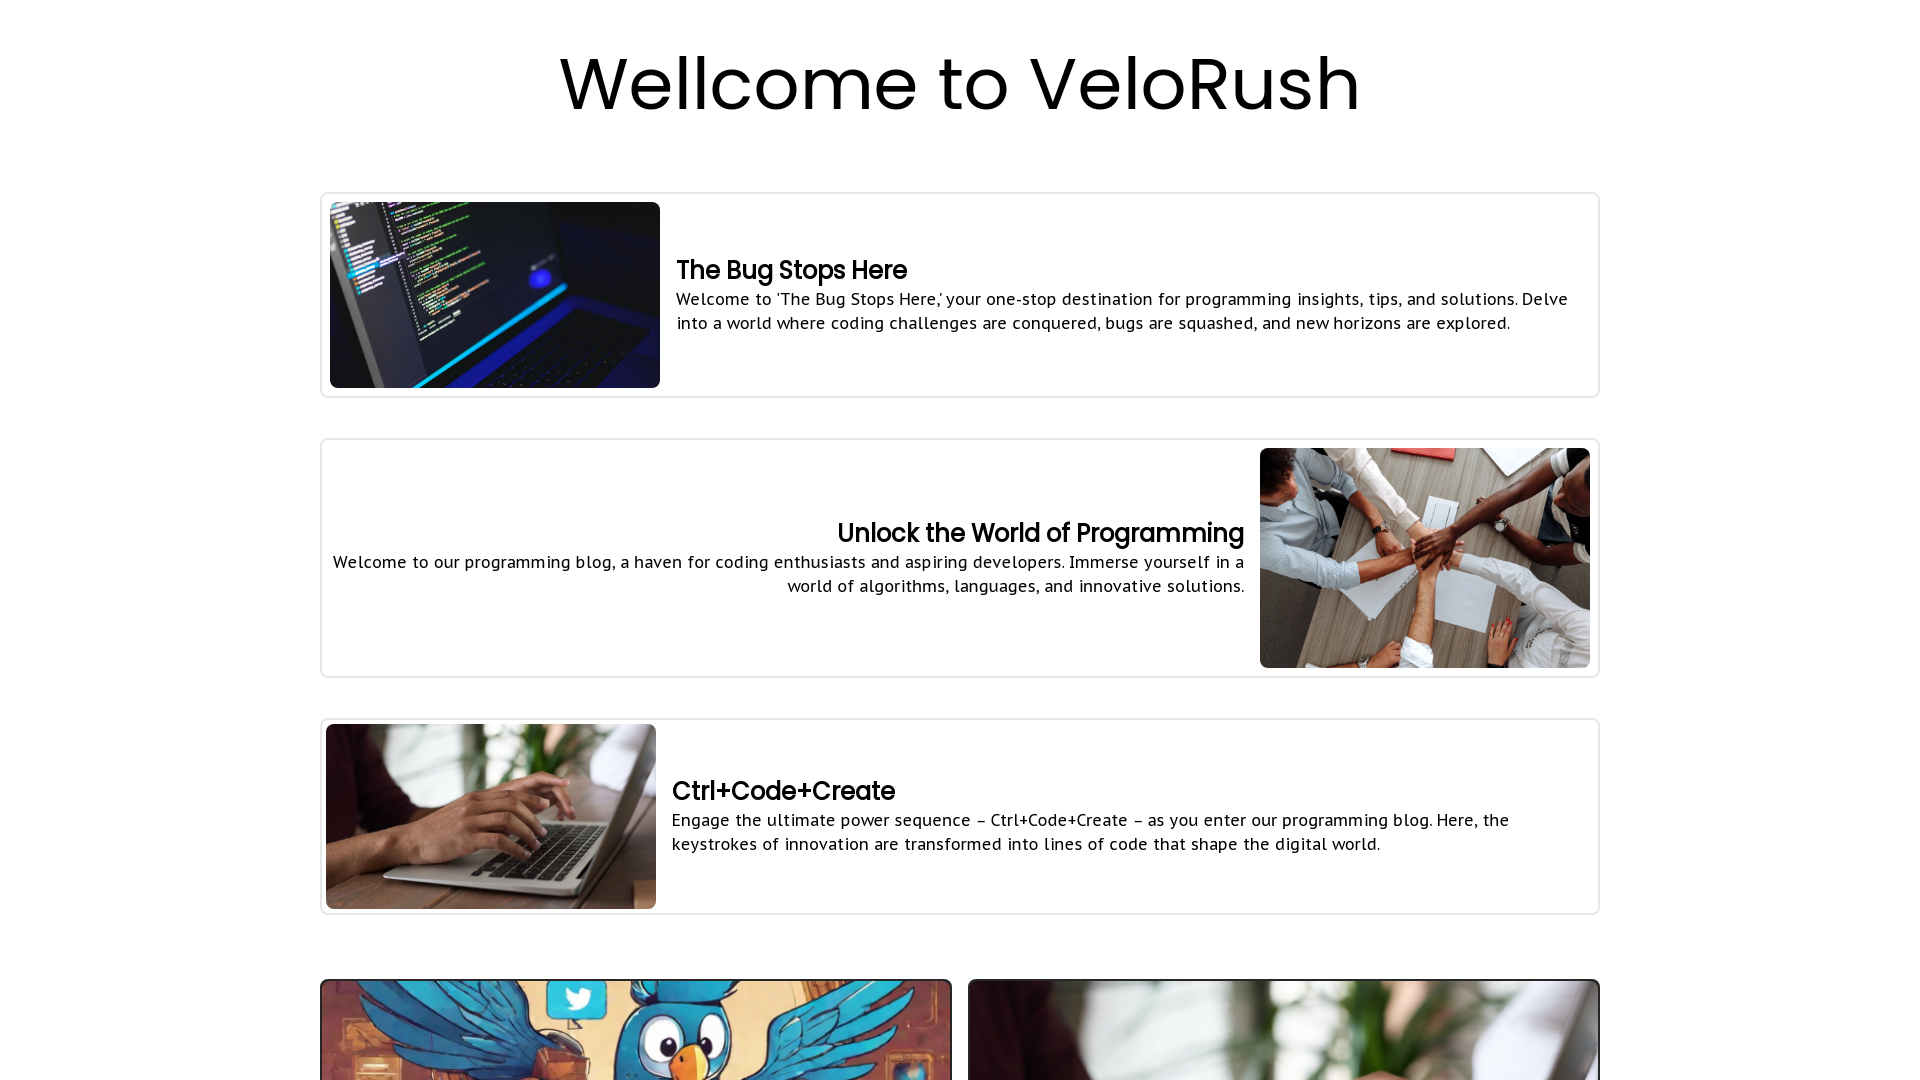 Wellcome to VeloRush
The Bug Stops Here
Welcome to 'The Bug Stops Here,' your one-stop destination for programming insights, tips, and solutions. Delve
into a world where coding challenges are conquered, bugs are squashed, and new horizons are explored.
Unlock the World of Programming
Welcome to our programming blog, a haven for coding enthusiasts and aspiring developers. Immerse yourself in a
world of algorithms, languages, and innovative solutions.
Ctrl+Code+Create
Engage the ultimate power sequence – Ctrl+Code+Create – as you enter our programming blog. Here, the
keystrokes of innovation are transformed into lines of code that shape the digital world.